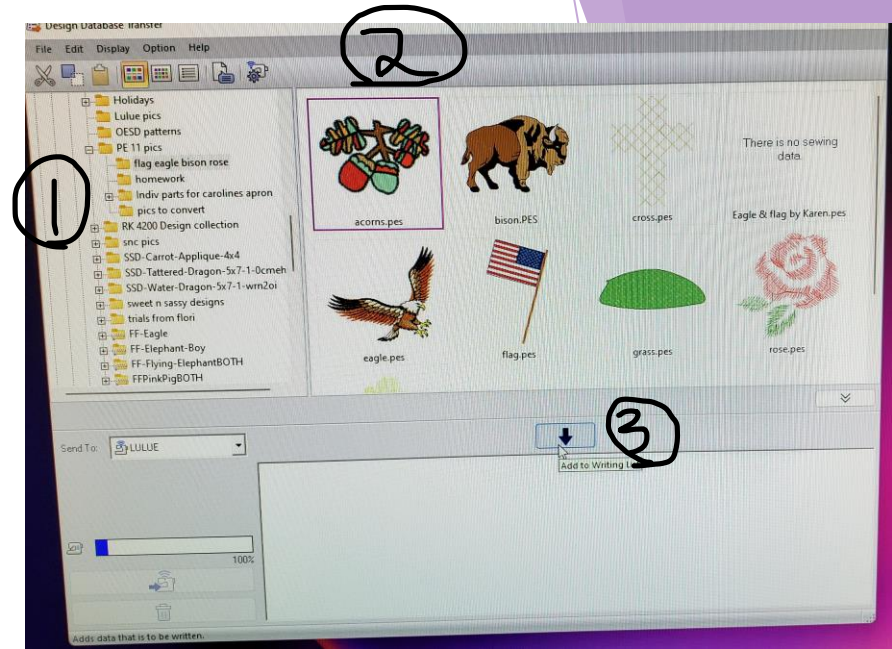 Design Database Transfer
File Edit Display Option Help
Holidays
Lulue pics
OESD patterns
PE 11 pics
flag eagle bison rose
homework
Indiv parts for carolines apron
pics to convert
RK 4200 Design collection
snc pics
SSD-Carrot-Applique-4x4
SSD-Tattered-Dragon-5x7-1-0cmeh
SSD-Water-Dragon-5x7-1-wrn2oi
sweet n sassy designs
trials from flori
FF-Eagle
FF-Elephant-Boy
FF-Flying-ElephantBOTH
FFPinkPigBOTH
1
2
There is no sewing
data.
acorns.pes
bison.PES
cross.pes
Eagle & flag by Karen.pes
eagle.pes
flag.pes
grass.pes
rose.pes
3
Send To: LULUE
Add to Writing
100%
Adds data that is to be written.